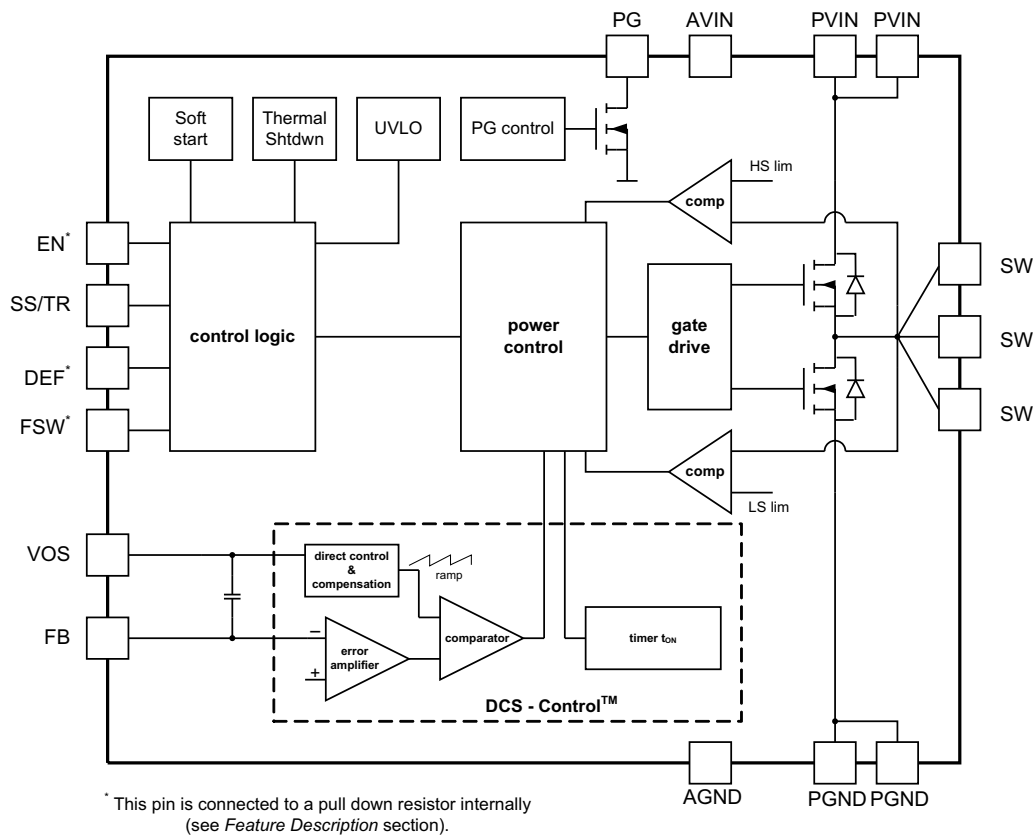 PG
AVIN
PVIN
PVIN
Soft
start
Thermal
Shtdwn
UVLO
PG control
HS lim
comp
EN*
SS/TR
DEF*
FSW*
control logic
power
control
gate
drive
SW
SW
SW
comp
LS lim
VOS
FB
direct control
&
compensation
ramp
−
+
error
amplifier
comparator
timer tON
DCS - Control™
AGND
PGND
PGND
* This pin is connected to a pull down resistor internally
(see Feature Description section).